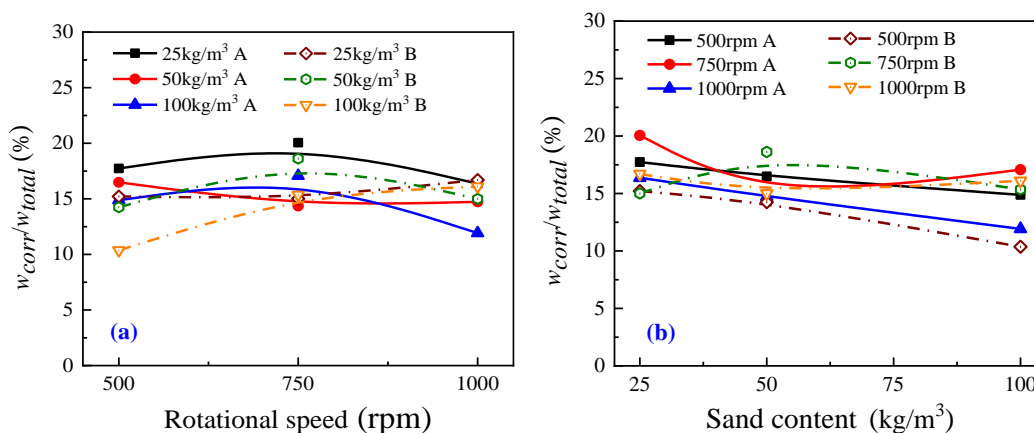 30
25
20
15
10
5
0
w_corr/w_total (%)
25kg/m³ A
50kg/m³ A
100kg/m³ A
25kg/m³ B
50kg/m³ B
100kg/m³ B
(a)
500
750
1000
Rotational speed (rpm)
30
25
20
15
10
5
0
w_corr/w_total (%)
500rpm A
750rpm A
1000rpm A
500rpm B
750rpm B
1000rpm B
(b)
25
50
75
100
Sand content (kg/m³)